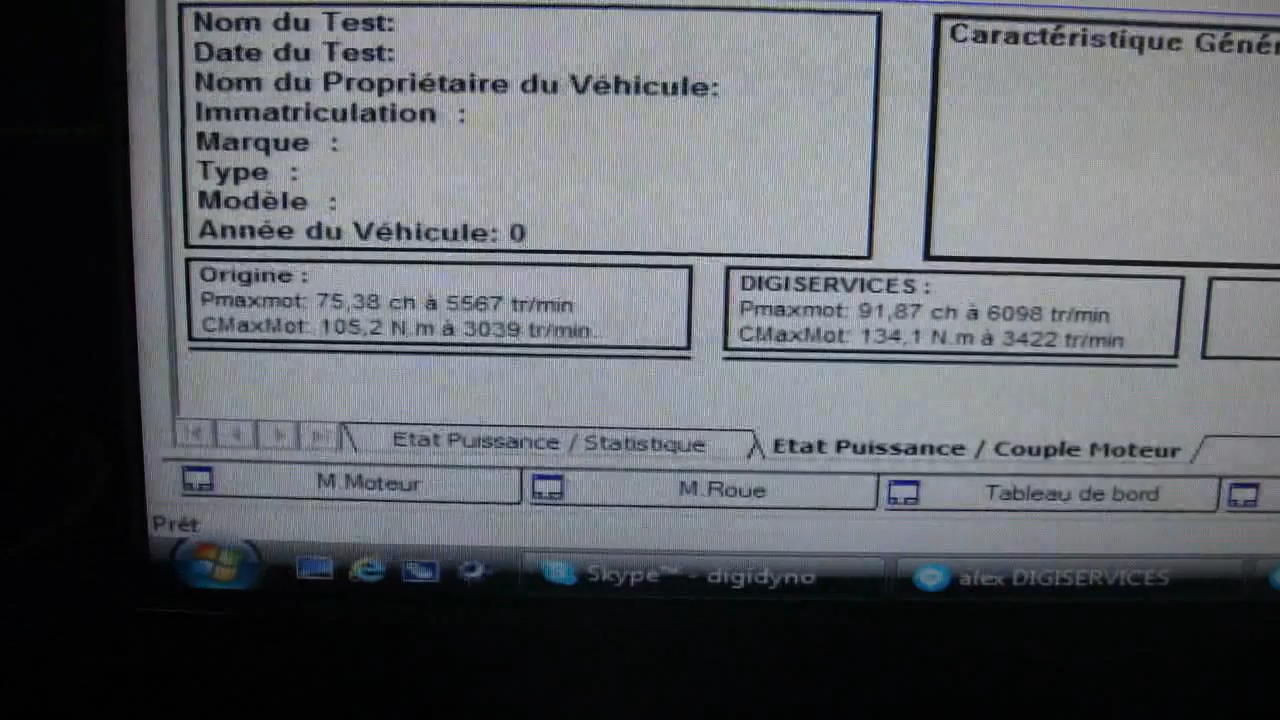 Nom du Test:
Date du Test:
Nom du Propriétaire du Véhicule:
Immatriculation :
Marque :
Type :
Modèle :
Année du Véhicule: 0
Caractéristique Génér
Origine :
Pmaxmot: 75,38 ch à 5567 tr/min
CMaxMot: 105,2 N.m à 3039 tr/min
DIGISERVICES :
Pmaxmot: 91,87 ch à 6098 tr/min
CMaxMot: 134,1 N.m à 3422 tr/min
Etat Puissance / Statistique
Etat Puissance / Couple Moteur
M.Moteur
M.Roue
Tableau de bord
Prêt
Skype™ - digidyno
alex DIGISERVICES